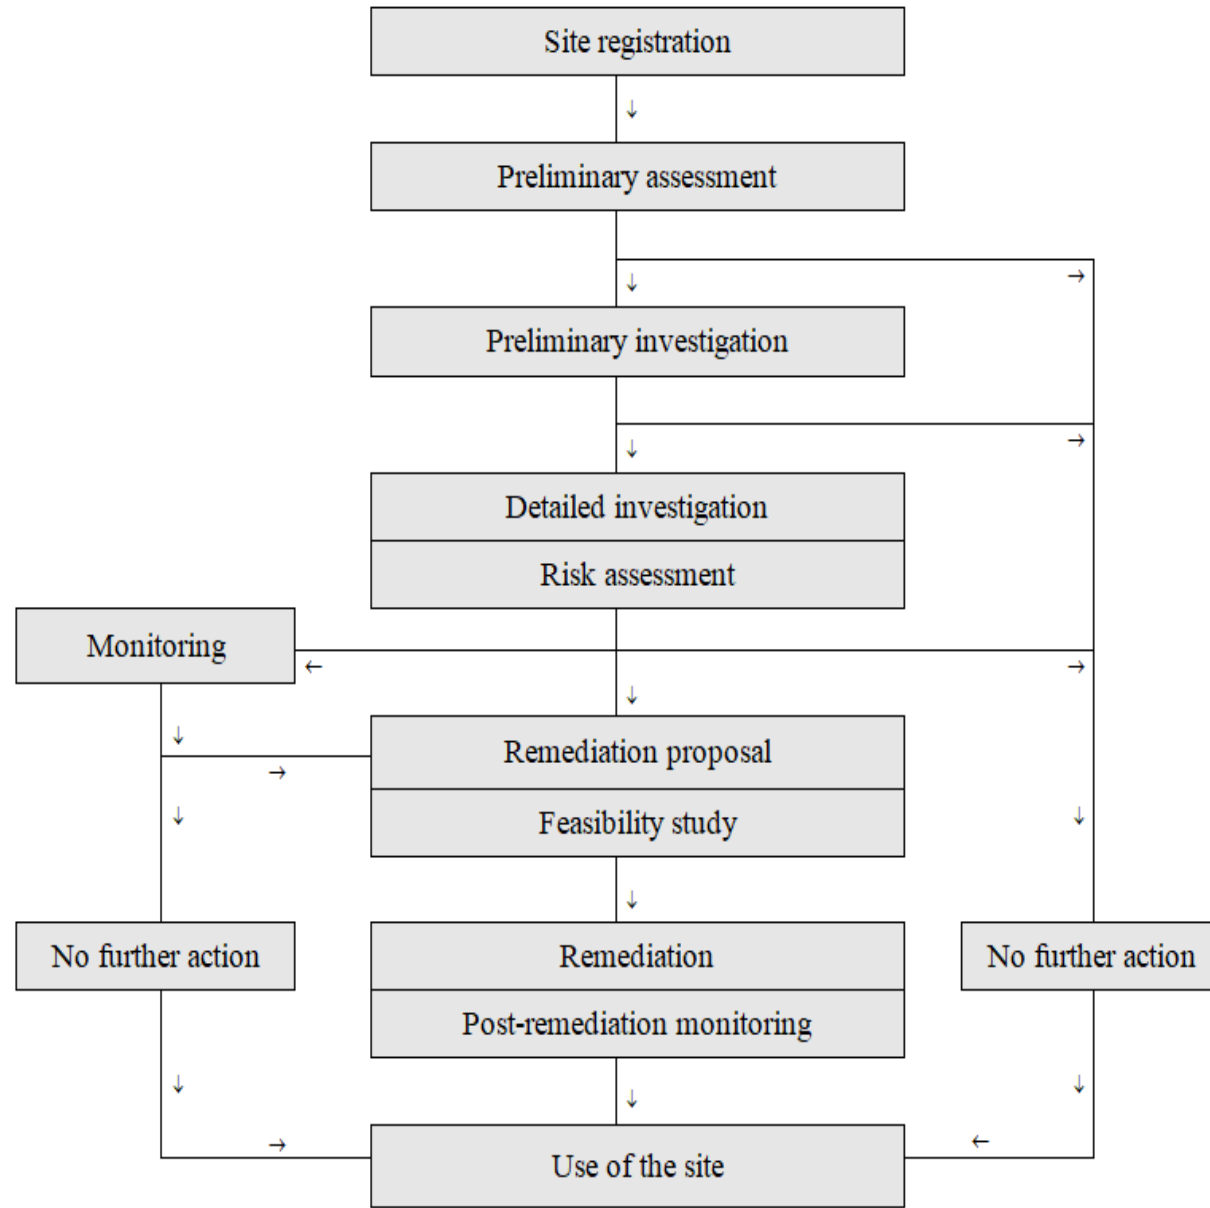 Site registration
↓
Preliminary assessment
↓ →
Preliminary investigation
↓ →
Detailed investigation
Risk assessment
Monitoring
← →
↓
↓
Remediation proposal
→
↓ ↓
Feasibility study
↓
No further action Remediation No further action
Post-remediation monitoring
↓ ↓
↓
→ ←
Use of the site